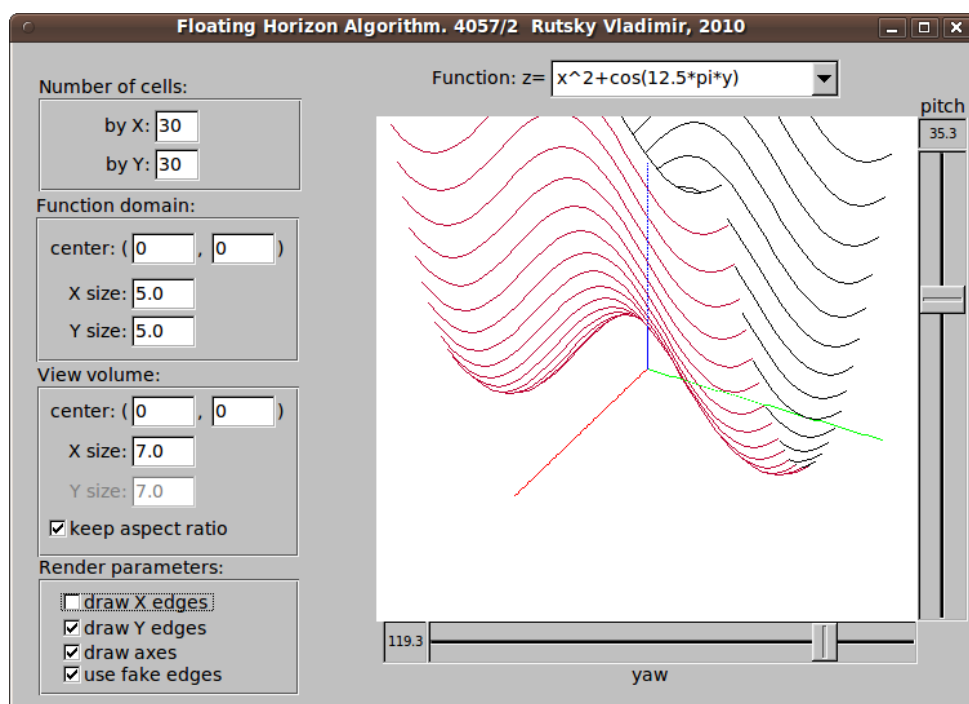 Floating Horizon Algorithm. 4057/2 Rutsky Vladimir, 2010
Function: z= x^2+cos(12.5*pi*y)
Number of cells:
by X: 30
by Y: 30
Function domain:
center: ( 0 , 0 )
X size: 5.0
Y size: 5.0
View volume:
center: ( 0 , 0 )
X size: 7.0
Y size: 7.0
keep aspect ratio
Render parameters:
draw X edges
draw Y edges
draw axes
use fake edges
pitch
35.3
119.3
yaw